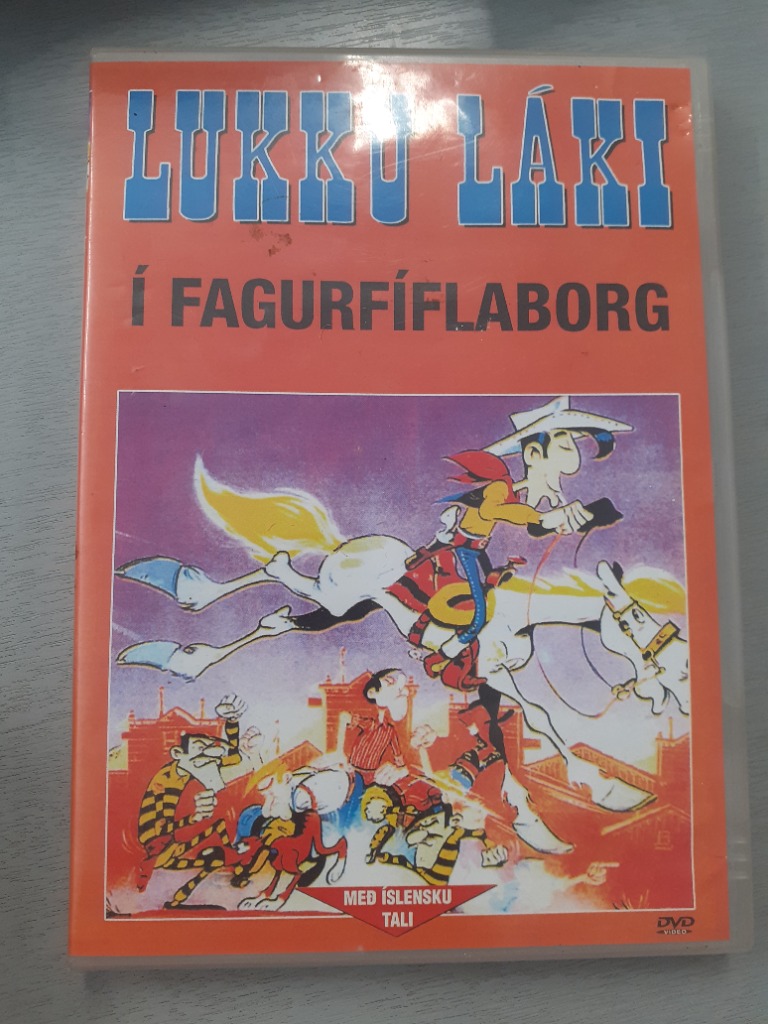 LUKKU LÁKI
Í FAGURFÍFLABORG
MEÐ ÍSLENSKU
TALI
DVD
VIDEO